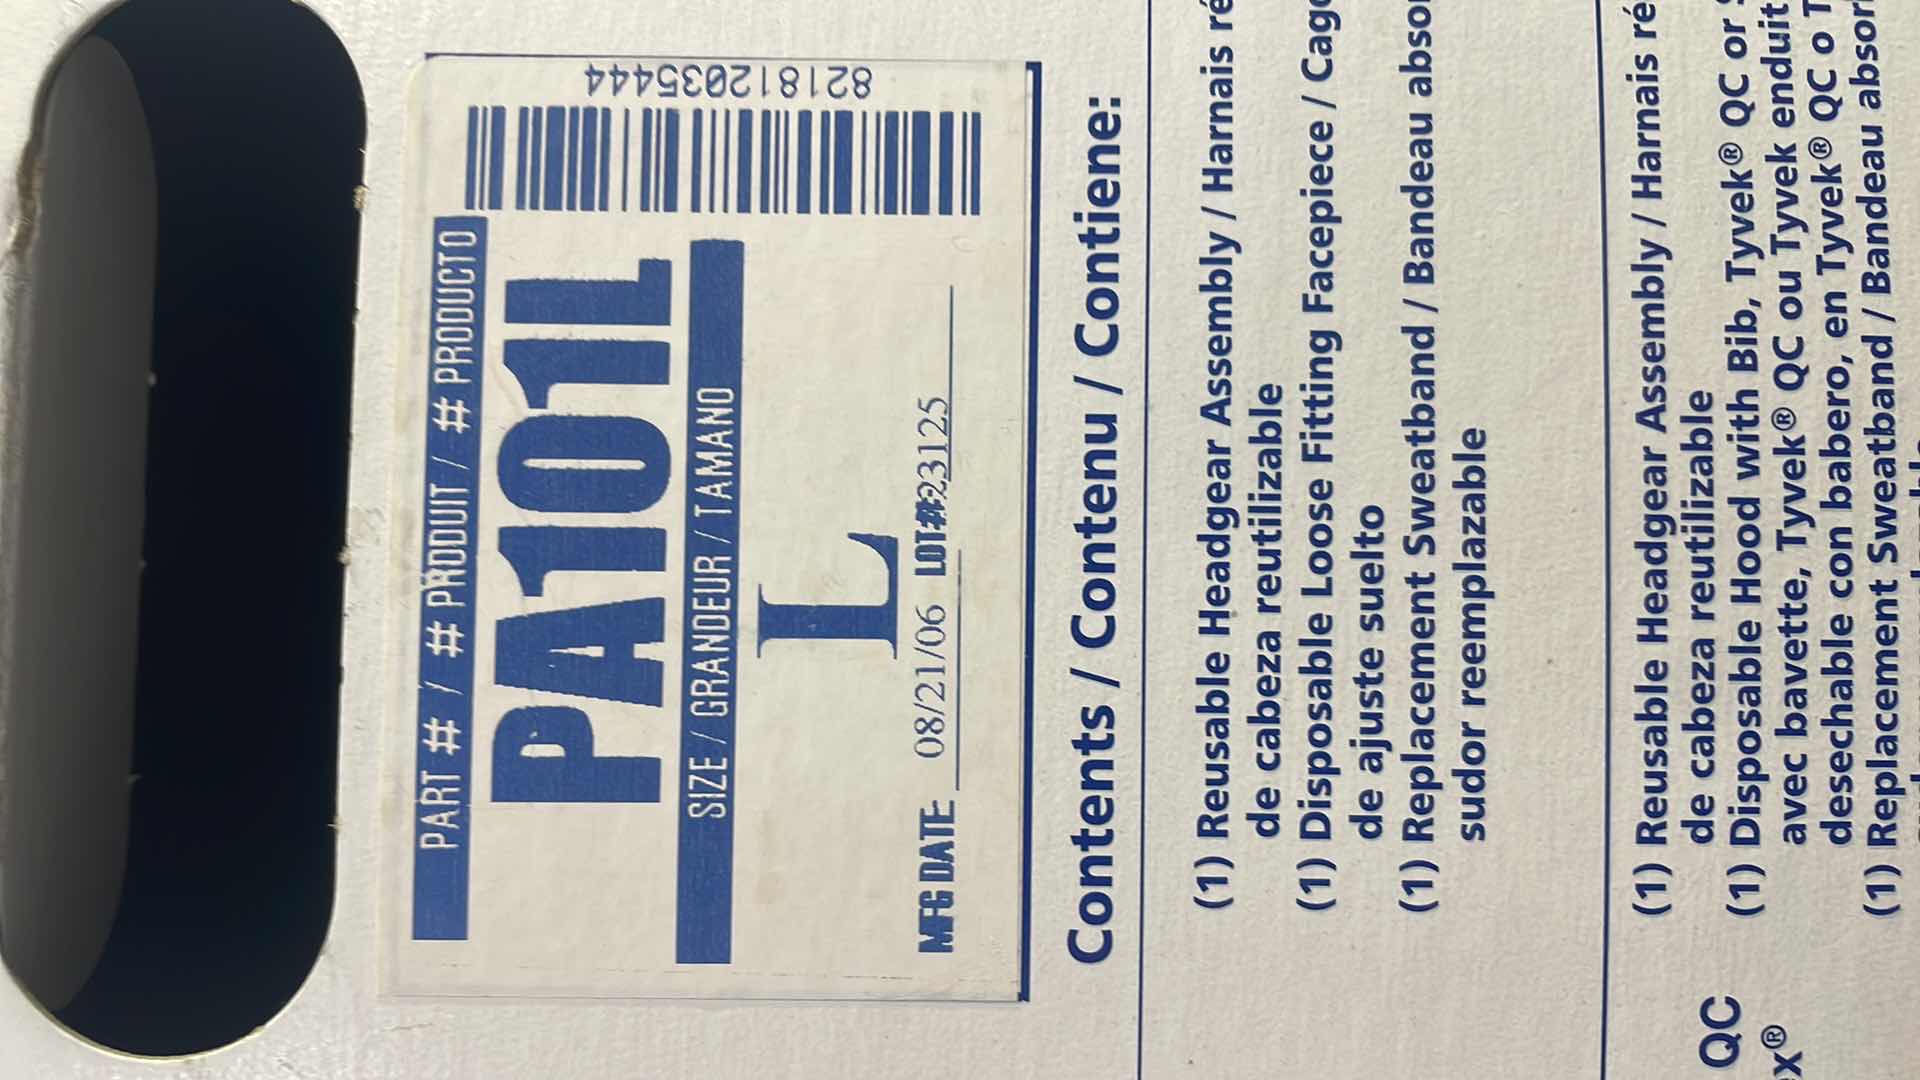 PART # / # PRODUIT / # PRODUCTO
PA101L
SIZE / GRANDEUR / TAMANO
L
MFG DATE 08/21/06 LOT# 23125
821812035444
Contents / Contenu / Contiene:
(1) Reusable Headgear Assembly / Harnais ré
de cabeza reutilizable
(1) Disposable Loose Fitting Facepiece / Cago
de ajuste suelto
(1) Replacement Sweatband / Bandeau absor
sudor reemplazable
(1) Reusable Headgear Assembly / Harnais ré
de cabeza reutilizable
QC
x®
(1) Disposable Hood with Bib, Tyvek® QC or
avec bavette, Tyvek® QC ou Tyvek enduit
desechable con babero, en Tyvek® QC o T
(1) Replacement Sweatband / Bandeau absor